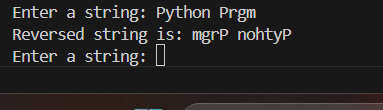 Enter a string: Python Prgm
Reversed string is: mgrP nohtyP
Enter a string: